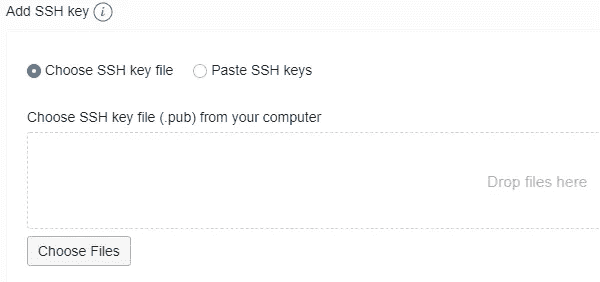 Add SSH key i
Choose SSH key file Paste SSH keys
Choose SSH key file (.pub) from your computer
Drop files here
Choose Files